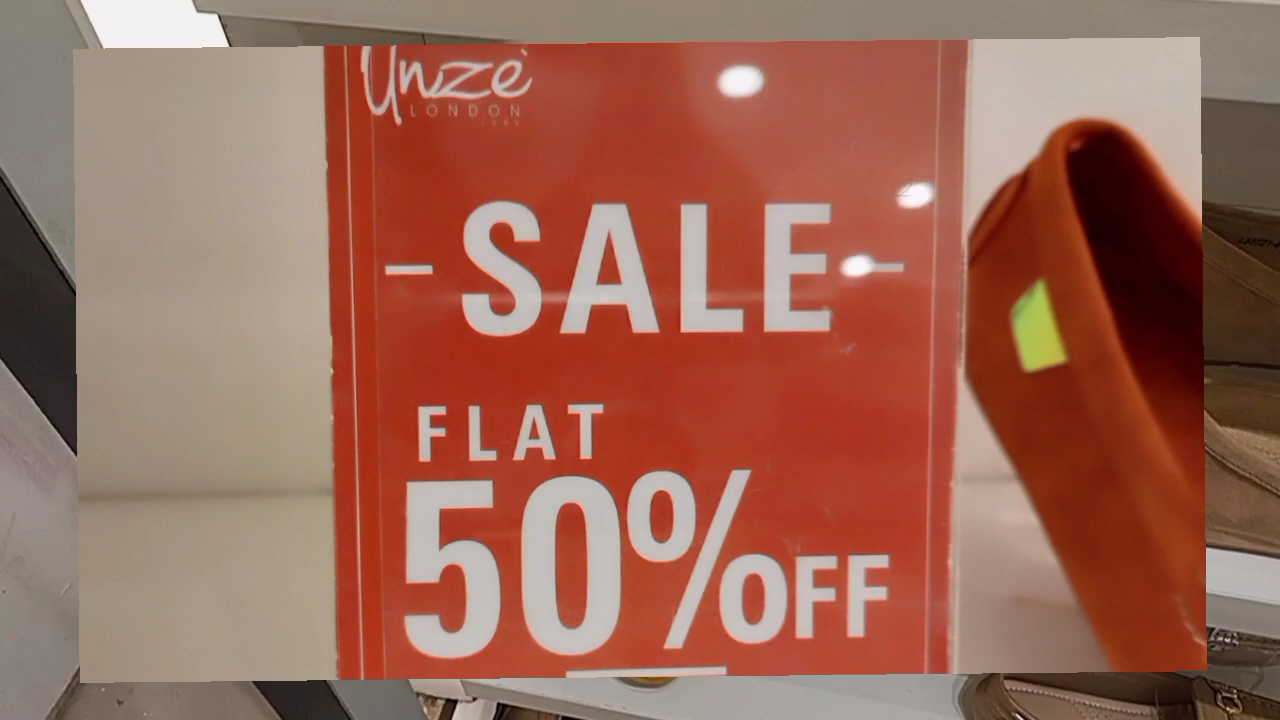 Unze
LONDON
- SALE -
FLAT
50% OFF